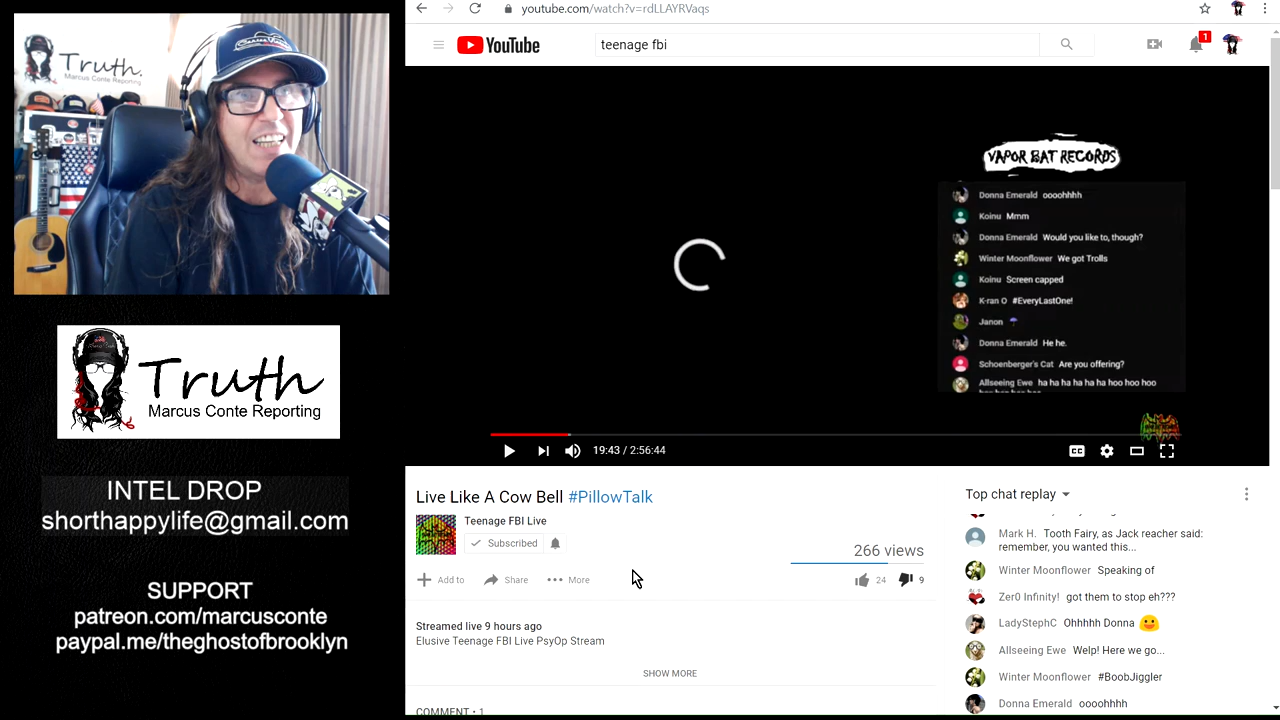 Truth.
Marcus Conte Reporting
Truth
Marcus Conte Reporting
INTEL DROP
shorthappylife@gmail.com
SUPPORT
patreon.com/marcusconte
paypal.me/theghostofbrooklyn
youtube.com/watch?v=rdLLAYRVaqs
YouTube
teenage fbi
1
VAPOR BAT RECORDS
Donna Emerald oooohhhh
Koinu Mmm
Donna Emerald Would you like to, though?
Winter Moonflower We got Trolls
Koinu Screen capped
K-ran O #EveryLastOne!
Janon ☂
Donna Emerald He he.
Schoenberger's Cat Are you offering?
Allseeing Ewe ha ha ha ha ha ha hoo hoo hoo
19:43 / 2:56:44
Live Like A Cow Bell #PillowTalk
Teenage FBI Live
Subscribed
266 views
Add to
Share
More
24
9
Streamed live 9 hours ago
Elusive Teenage FBI Live PsyOp Stream
SHOW MORE
COMMENT • 1
Top chat replay
Mark H. Tooth Fairy, as Jack reacher said:
remember, you wanted this...
Winter Moonflower Speaking of
Zer0 Infinity! got them to stop eh???
LadyStephC Ohhhhh Donna 😛
Allseeing Ewe Welp! Here we go...
Winter Moonflower #BoobJiggler
Donna Emerald oooohhhh